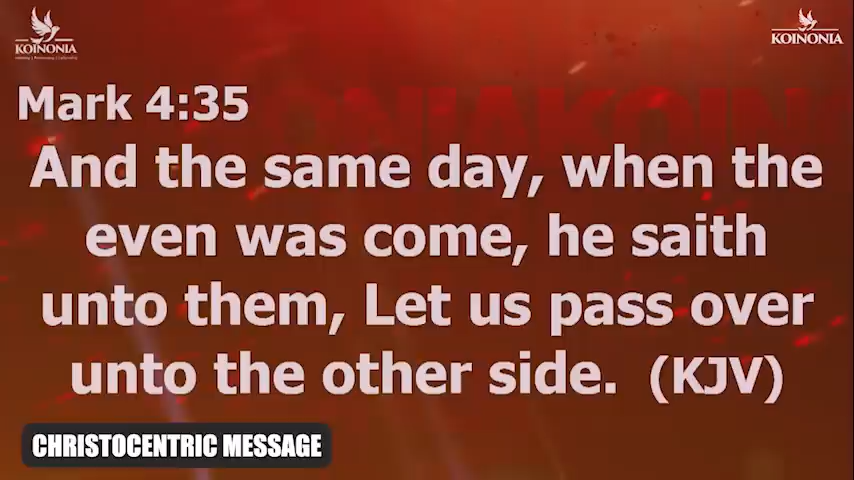 KOINONIA
KOINONIA
Mark 4:35
And the same day, when the
even was come, he saith
unto them, Let us pass over
unto the other side. (KJV)
CHRISTOCENTRIC MESSAGE